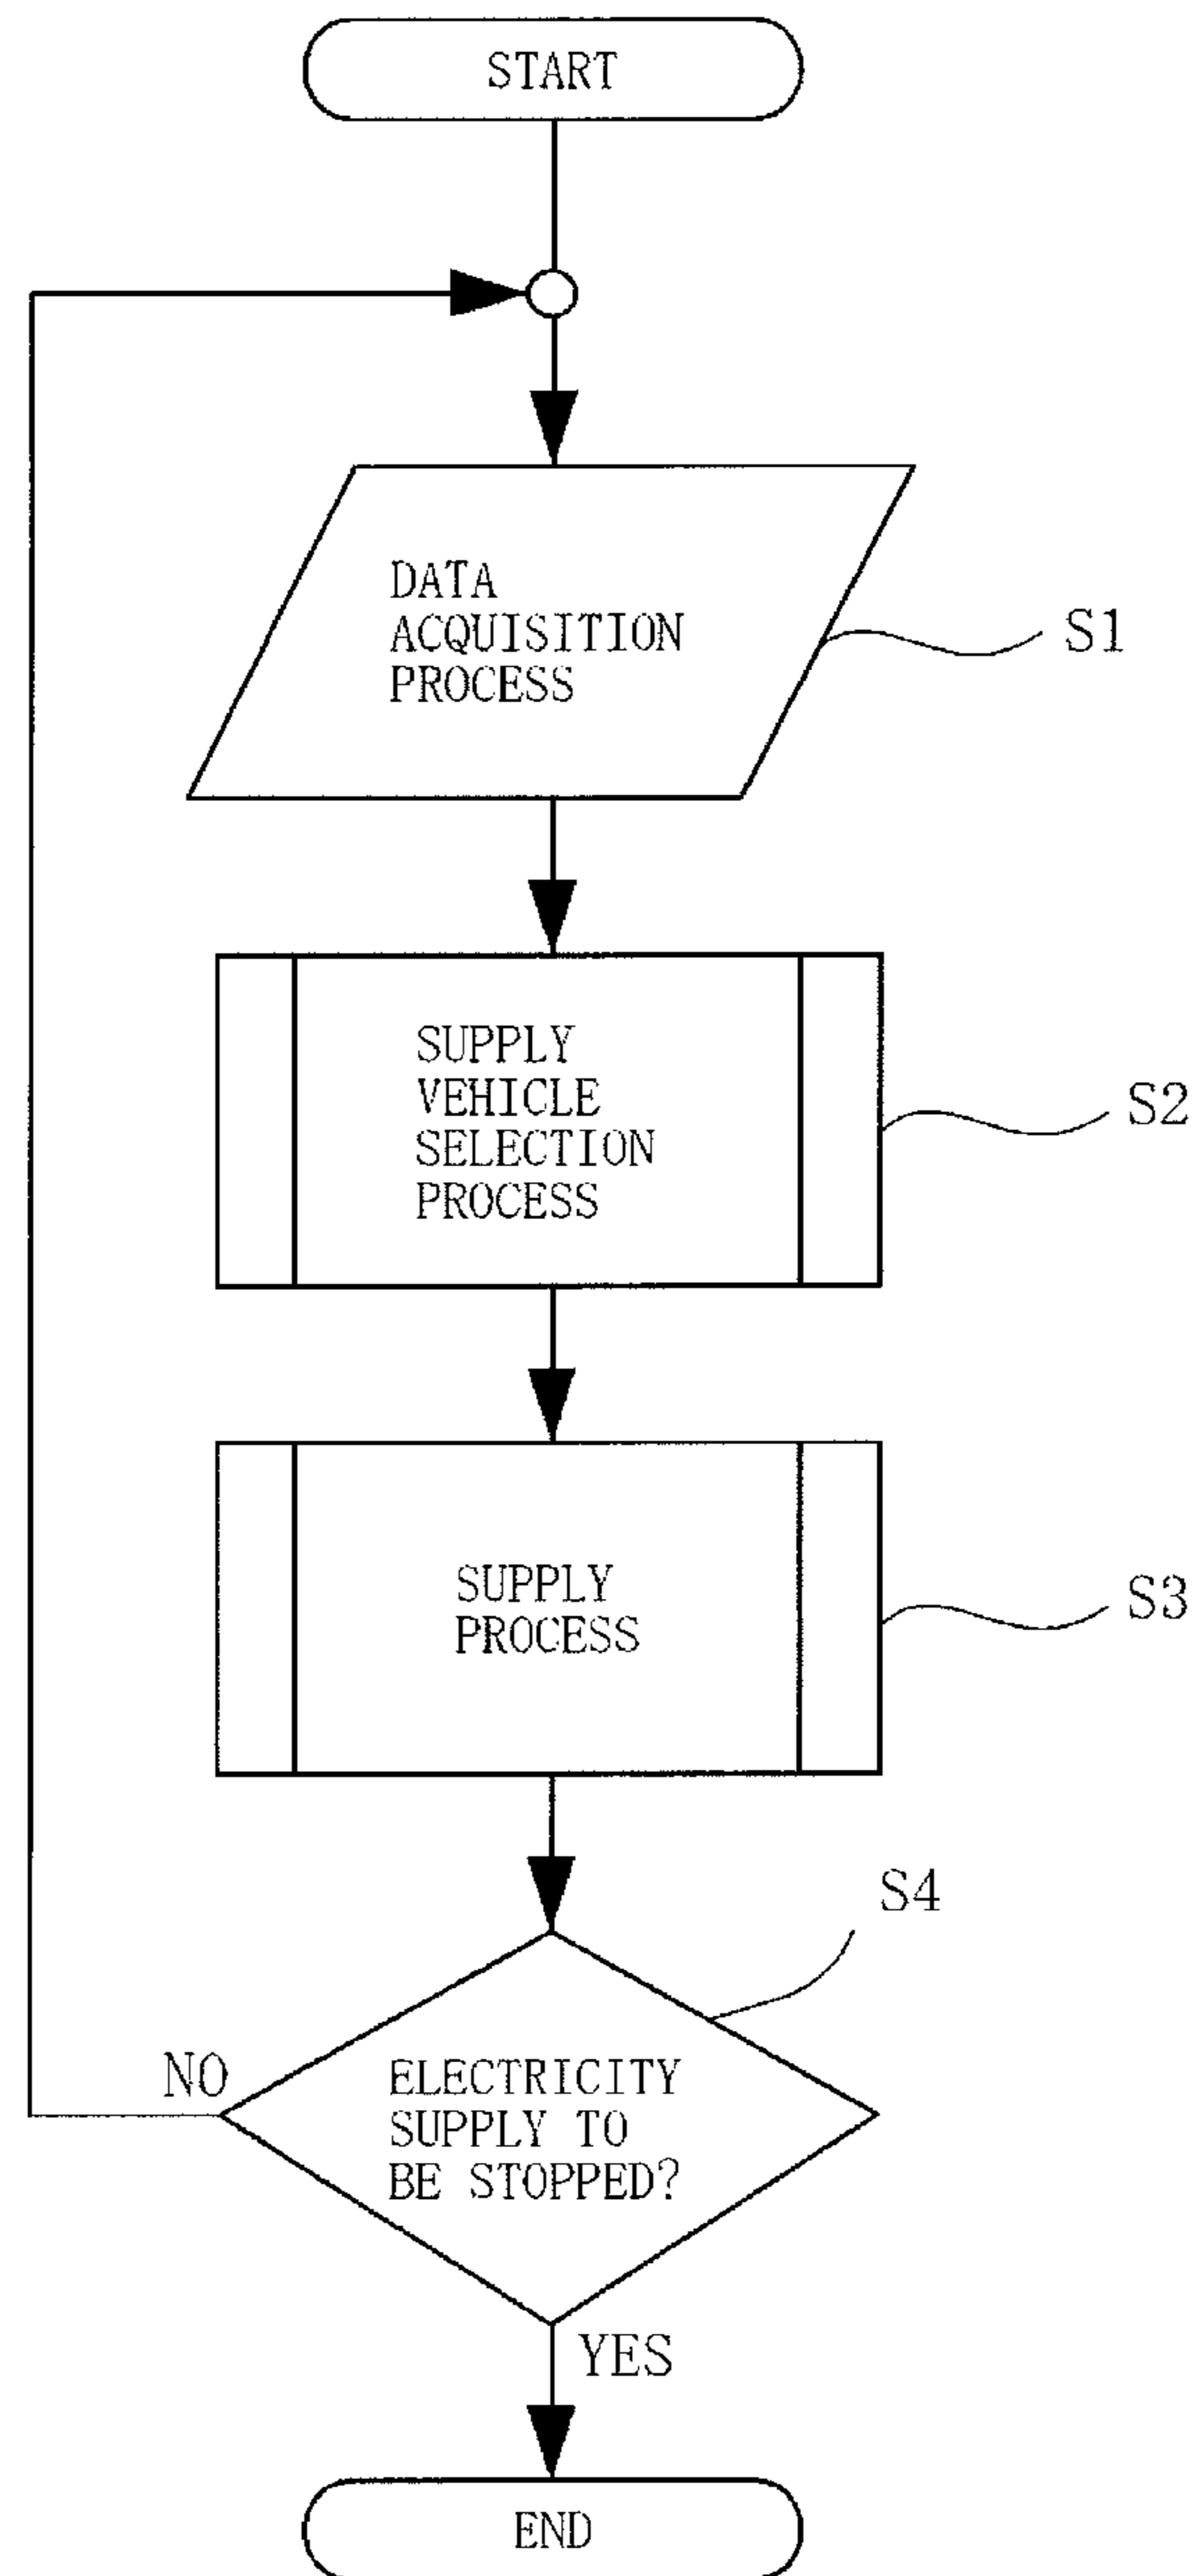 START
DATA
ACQUISITION
PROCESS
S1
SUPPLY
VEHICLE
SELECTION
PROCESS
S2
SUPPLY
PROCESS
S3
S4
NO
ELECTRICITY
SUPPLY TO
BE STOPPED?
YES
END